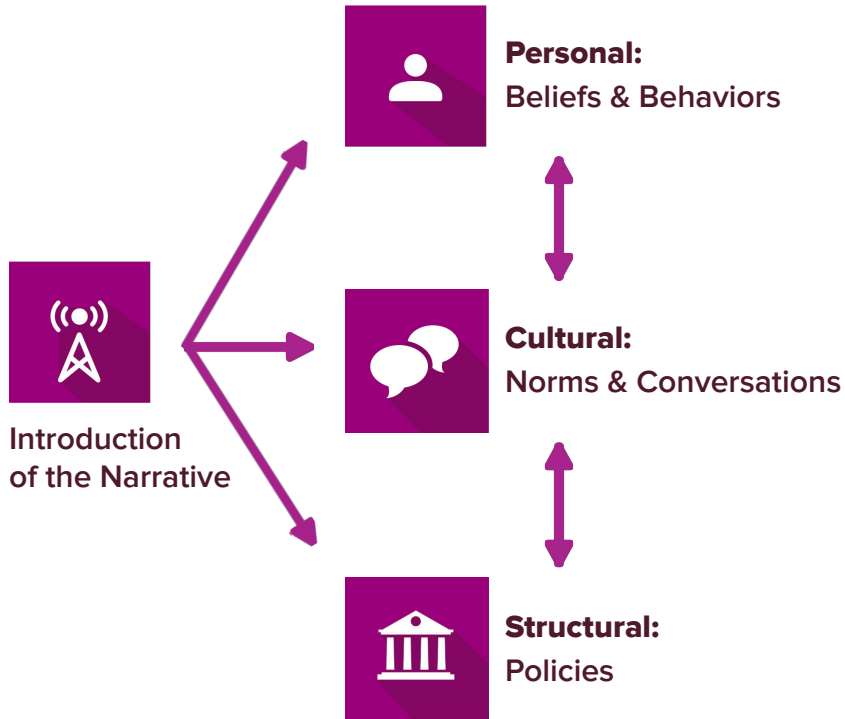 Personal:
Beliefs & Behaviors
Introduction
of the Narrative
Cultural:
Norms & Conversations
Structural:
Policies